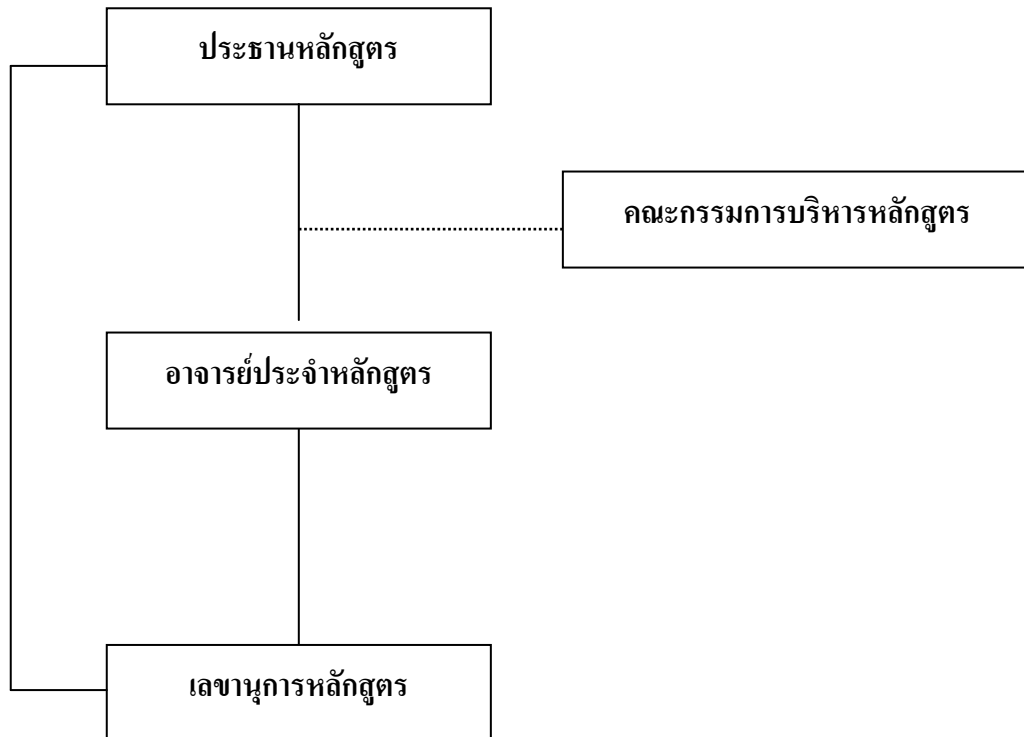 ประธานหลักสูตร
คณะกรรมการบริหารหลักสูตร
อาจารย์ประจำหลักสูตร
เลขานุการหลักสูตร